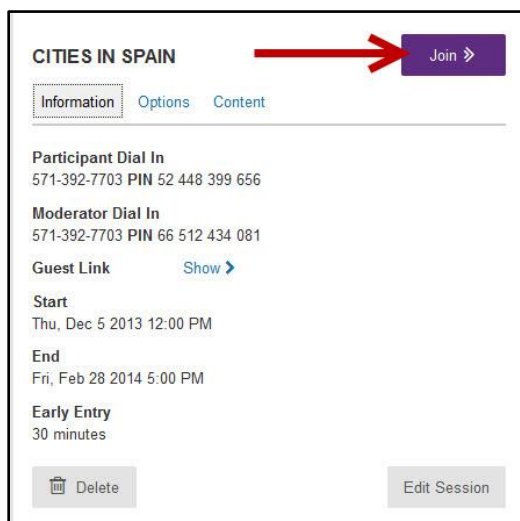 CITIES IN SPAIN
Join
Information Options Content
Participant Dial In
571-392-7703 PIN 52 448 399 656
Moderator Dial In
571-392-7703 PIN 66 512 434 081
Guest Link Show
Start
Thu, Dec 5 2013 12:00 PM
End
Fri, Feb 28 2014 5:00 PM
Early Entry
30 minutes
Delete Edit Session